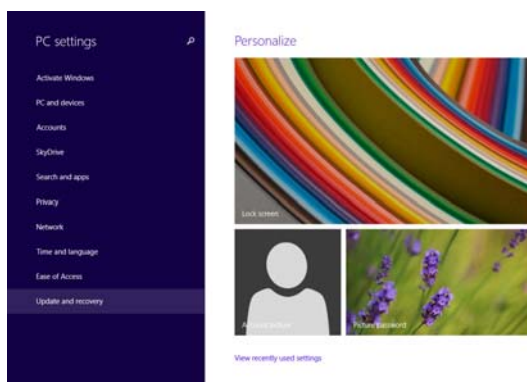 PC settings
Activate Windows
PC and devices
Accounts
SkyDrive
Search and apps
Privacy
Network
Time and language
Ease of Access
Update and recovery
Personalize
Lock screen
Account picture
Picture password
View recently used settings